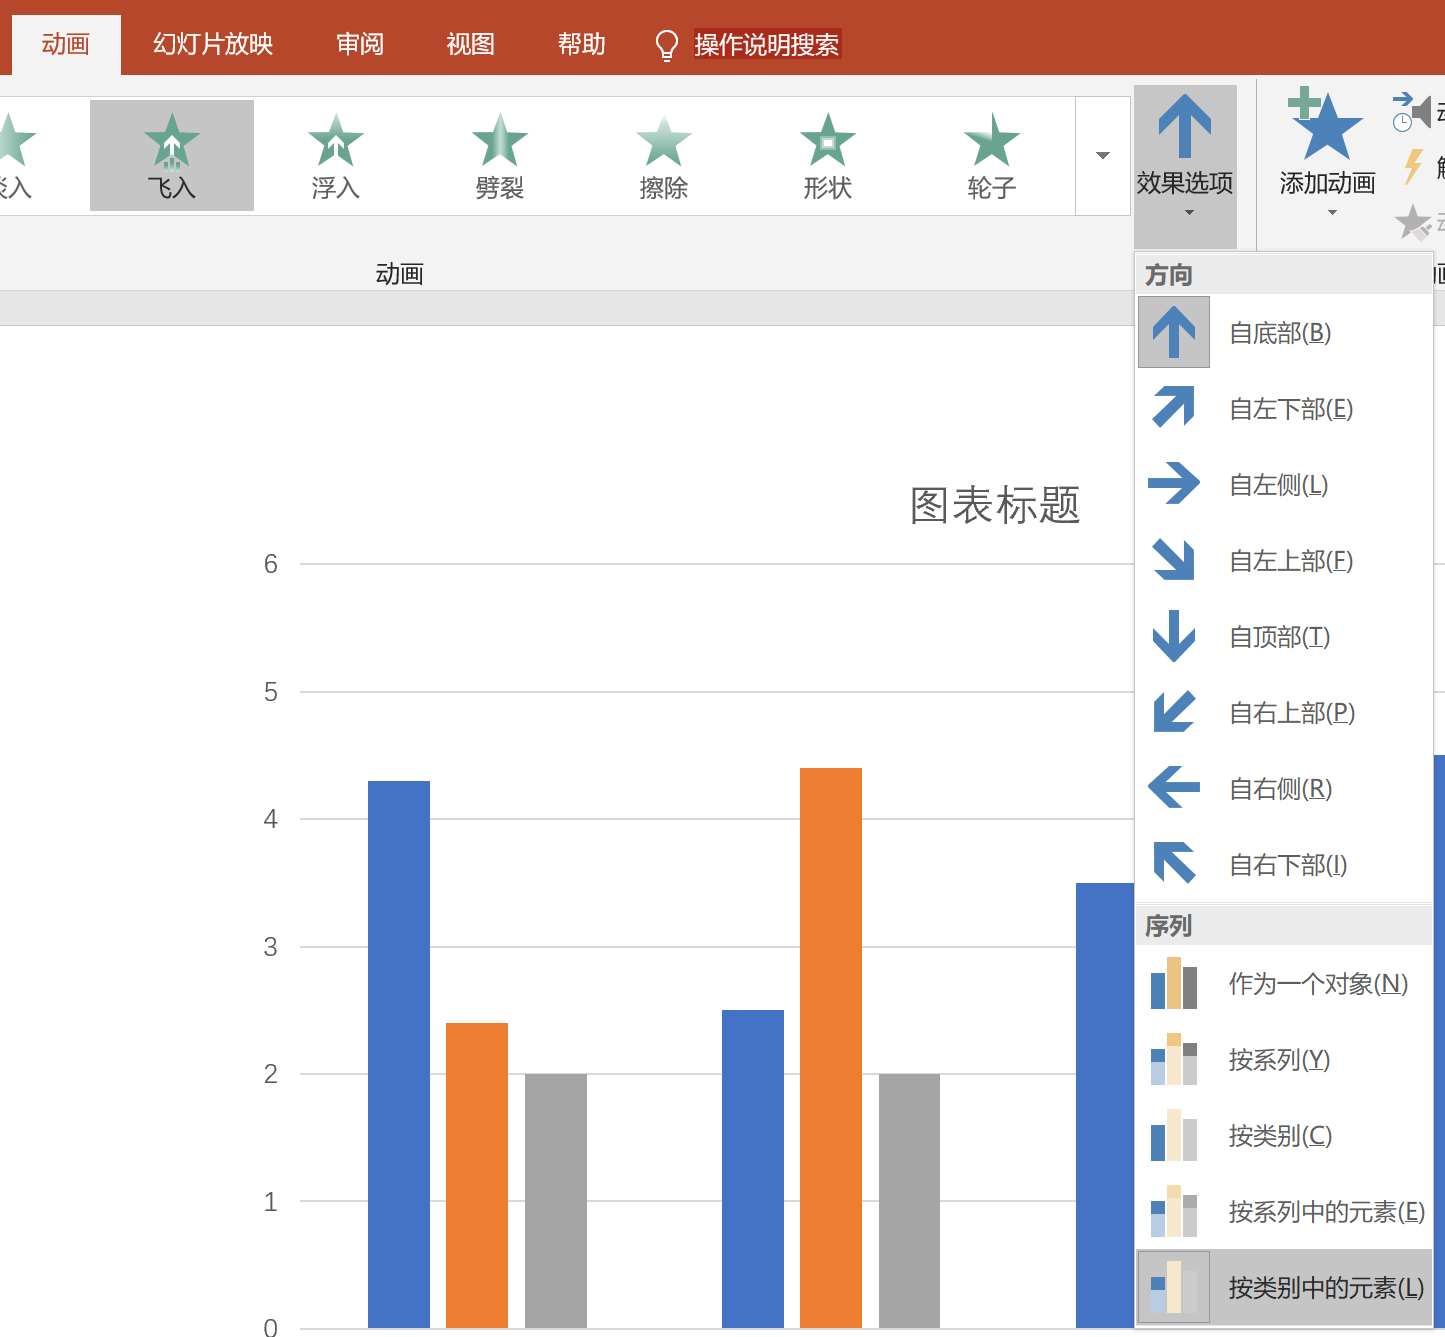 动画 幻灯片放映 审阅 视图 帮助 操作说明搜索
淡入 飞入 浮入 劈裂 擦除 形状 轮子 效果选项 添加动画
动画
方向
自底部(B)
自左下部(E)
自左侧(L)
自左上部(F)
自顶部(T)
自右上部(P)
自右侧(R)
自右下部(I)
序列
作为一个对象(N)
按系列(Y)
按类别(C)
按系列中的元素(E)
按类别中的元素(L)
图表标题
6
5
4
3
2
1
0